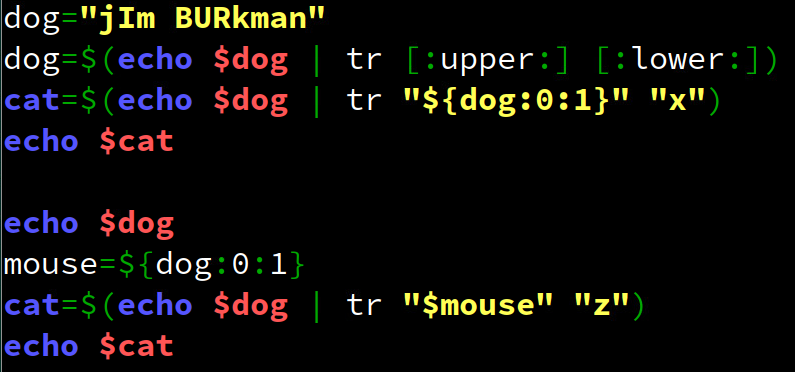 dog="jIm BURkman"
dog=$(echo $dog | tr [:upper:] [:lower:])
cat=$(echo $dog | tr "${dog:0:1}" "x")
echo $cat
echo $dog
mouse=${dog:0:1}
cat=$(echo $dog | tr "$mouse" "z")
echo $cat